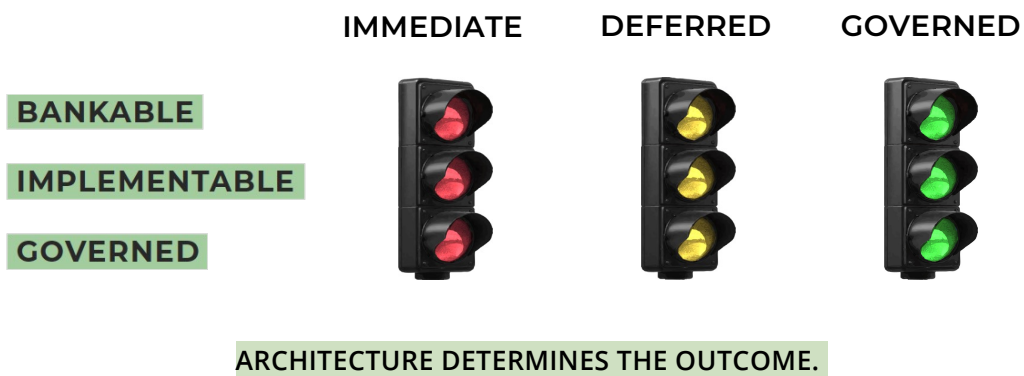 IMMEDIATE DEFERRED GOVERNED
BANKABLE
IMPLEMENTABLE
GOVERNED
ARCHITECTURE DETERMINES THE OUTCOME.